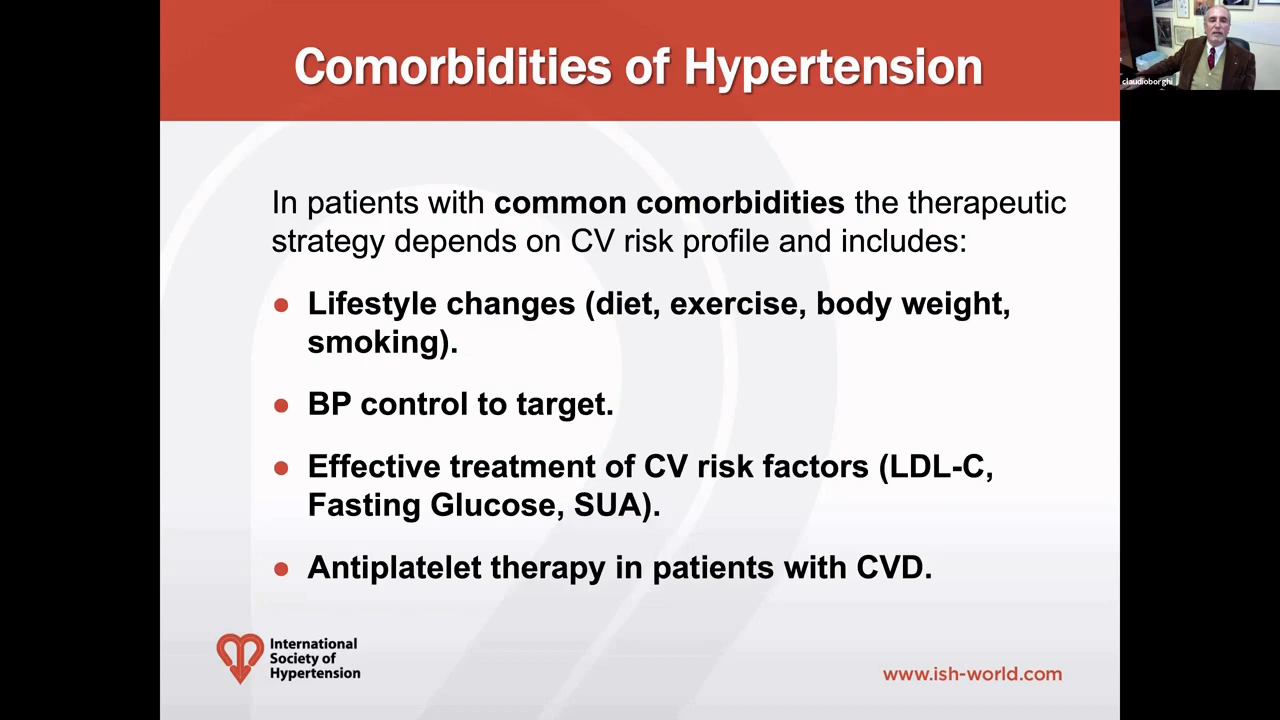 Comorbidities of Hypertension
claudioborghi
In patients with common comorbidities the therapeutic
strategy depends on CV risk profile and includes:
● Lifestyle changes (diet, exercise, body weight,
smoking).
● BP control to target.
● Effective treatment of CV risk factors (LDL-C,
Fasting Glucose, SUA).
● Antiplatelet therapy in patients with CVD.
International
Society of
Hypertension
www.ish-world.com